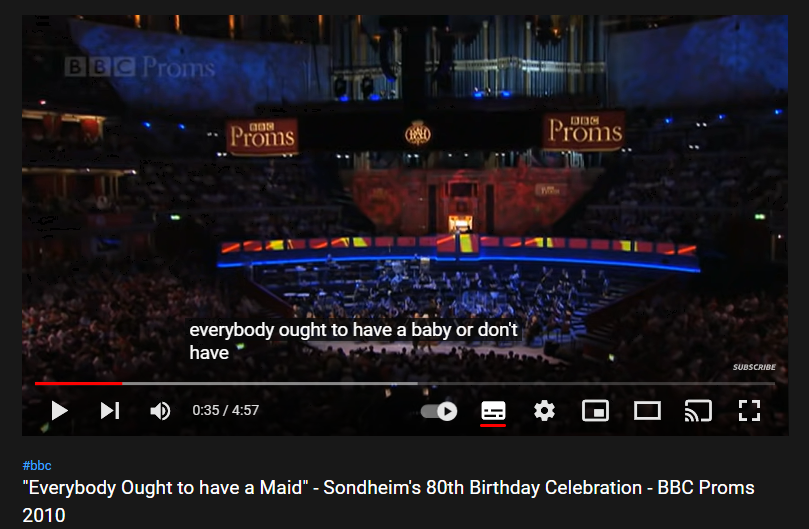 BBC Proms
BBC
Proms
BBC
Proms
everybody ought to have a baby or don't
have
SUBSCRIBE
0:35 / 4:57
#bbc
"Everybody Ought to have a Maid" - Sondheim's 80th Birthday Celebration - BBC Proms
2010